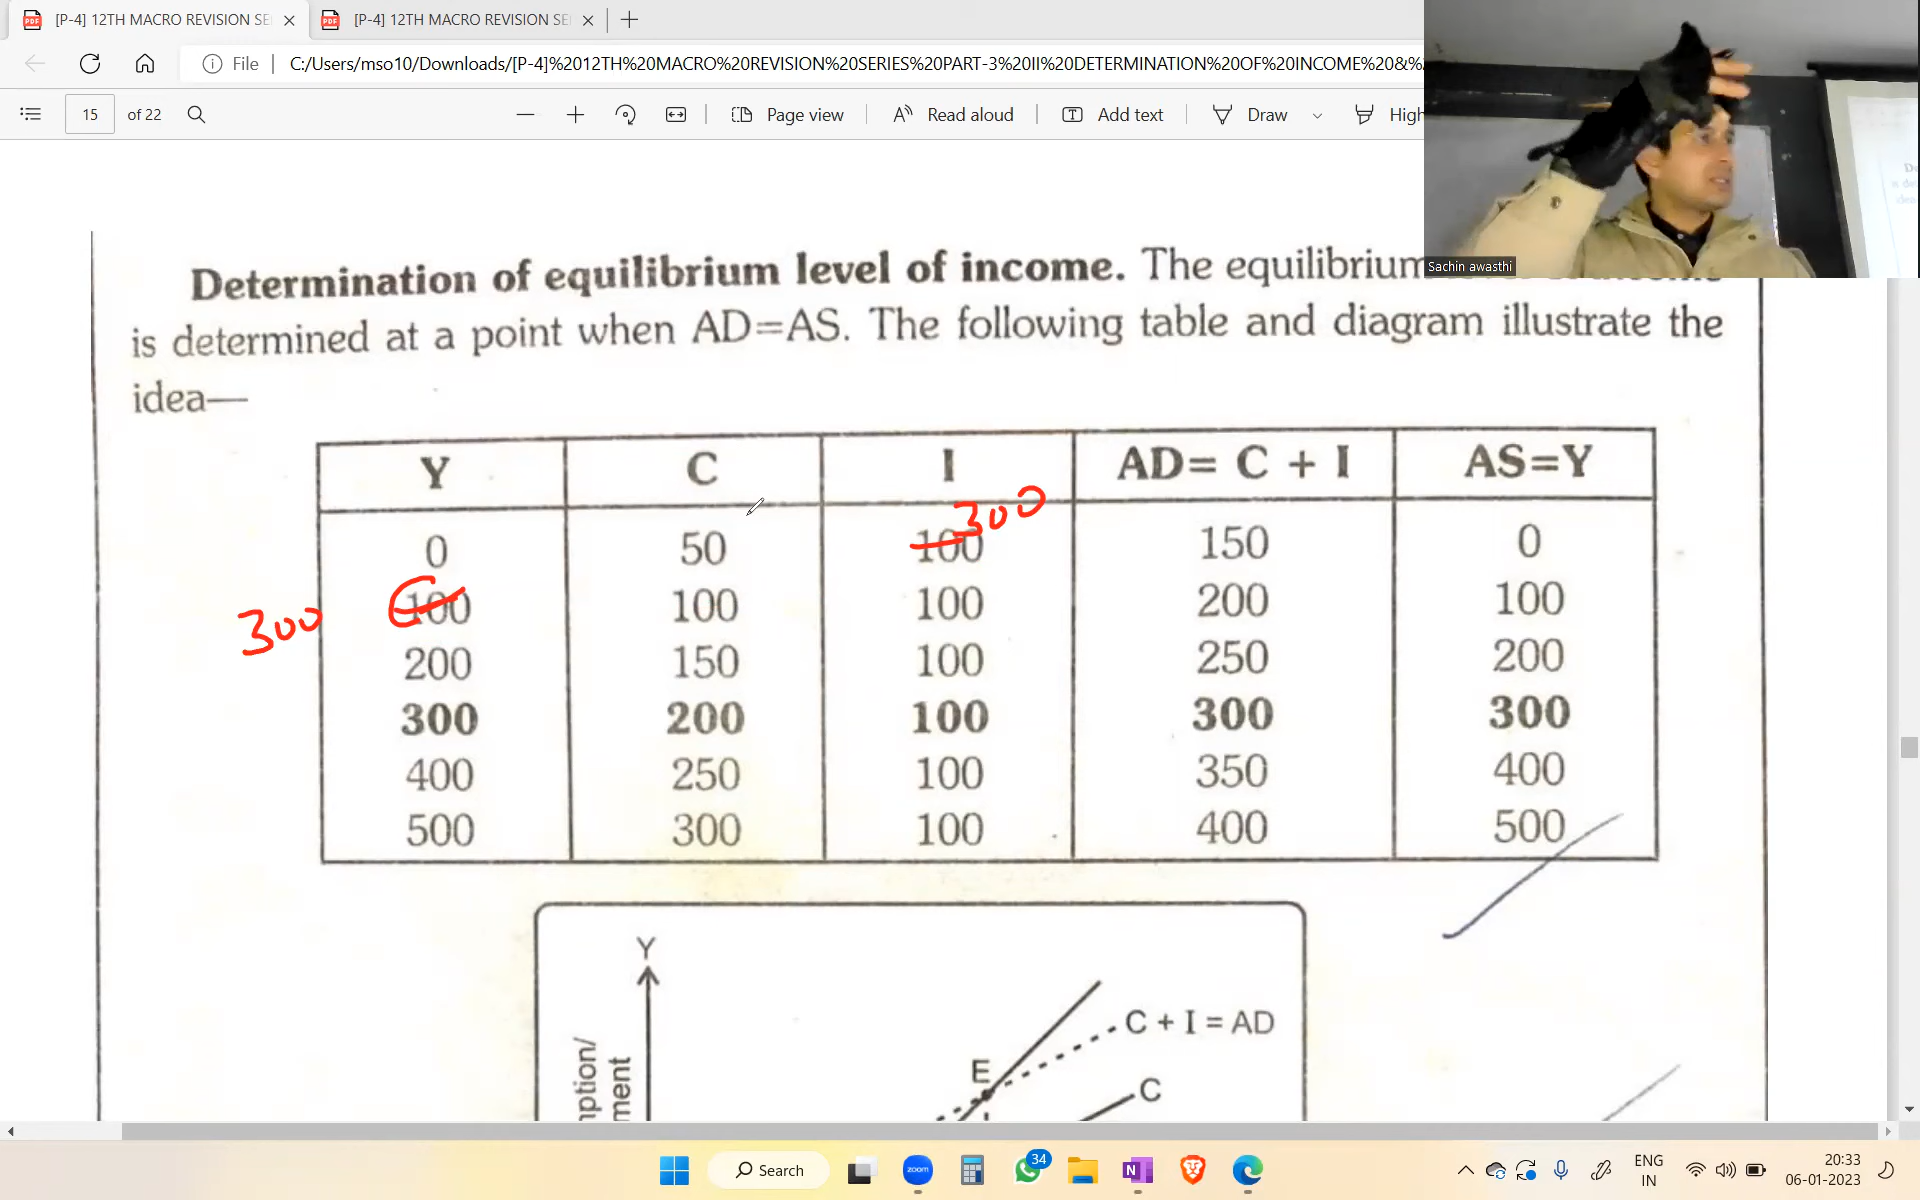 [P-4] 12TH MACRO REVISION SE
[P-4] 12TH MACRO REVISION SE
File
C:/Users/mso10/Downloads/[P-4]%2012TH%20MACRO%20REVISION%20SERIES%20PART-3%20II%20DETERMINATION%20OF%20INCOME%20&%
15 of 22
Page view
Read aloud
Add text
Draw
High
Sachin awasthi
Determination of equilibrium level of income. The equilibrium
is determined at a point when AD=AS. The following table and diagram illustrate the
idea—
Y C I AD= C + I AS=Y
300
0 50 100 150 0
100 100 100 200 100
300
200 150 100 250 200
300 200 100 300 300
400 250 100 350 400
500 300 100 400 500
Y
C + I = AD
E
C
Search
zoom
34
N
ENG
IN
20:33
06-01-2023